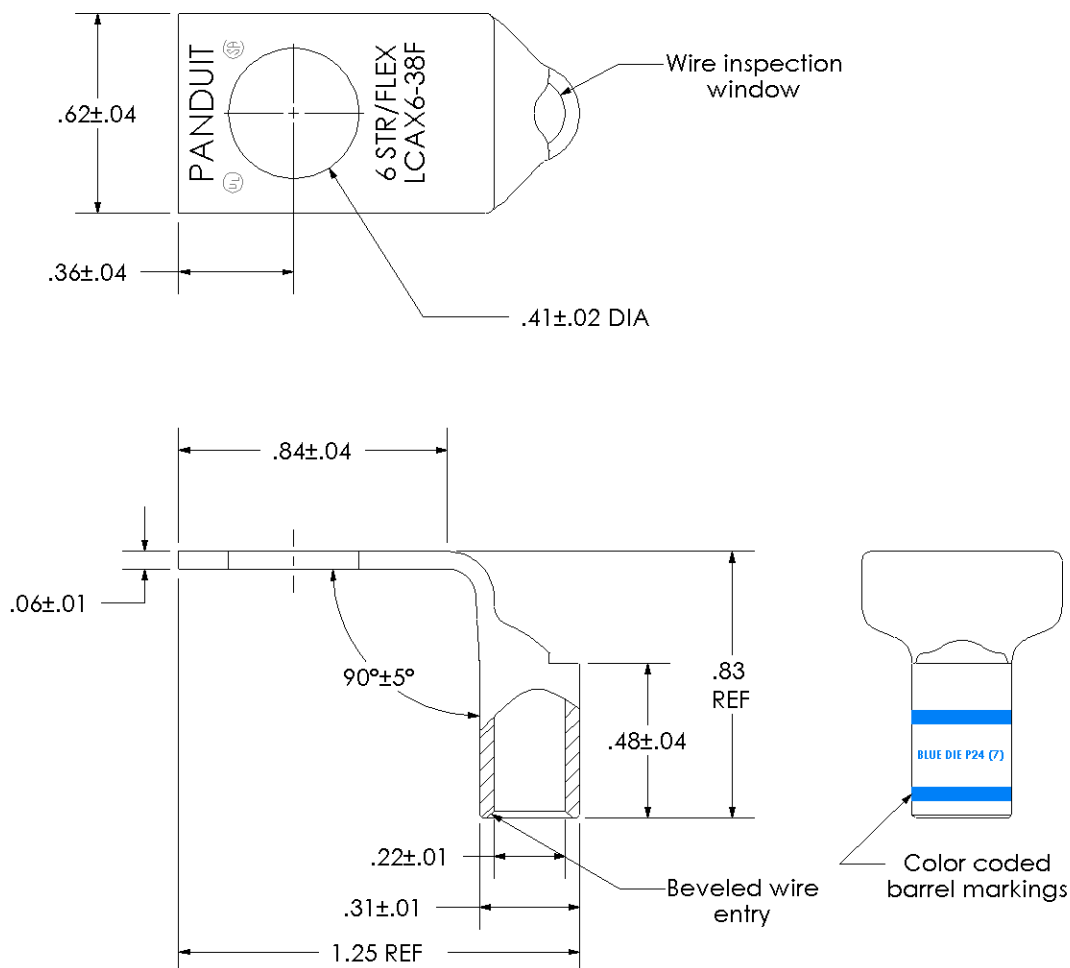 .62±.04
PANDUIT
SA
UL
6 STR/FLEX
LCAX6-38F
Wire inspection
window
.36±.04
.41±.02 DIA
.84±.04
.06±.01
90°±5°
.83
REF
.48±.04
BLUE DIE P24 (7)
.22±.01
Beveled wire
entry
Color coded
barrel markings
.31±.01
1.25 REF